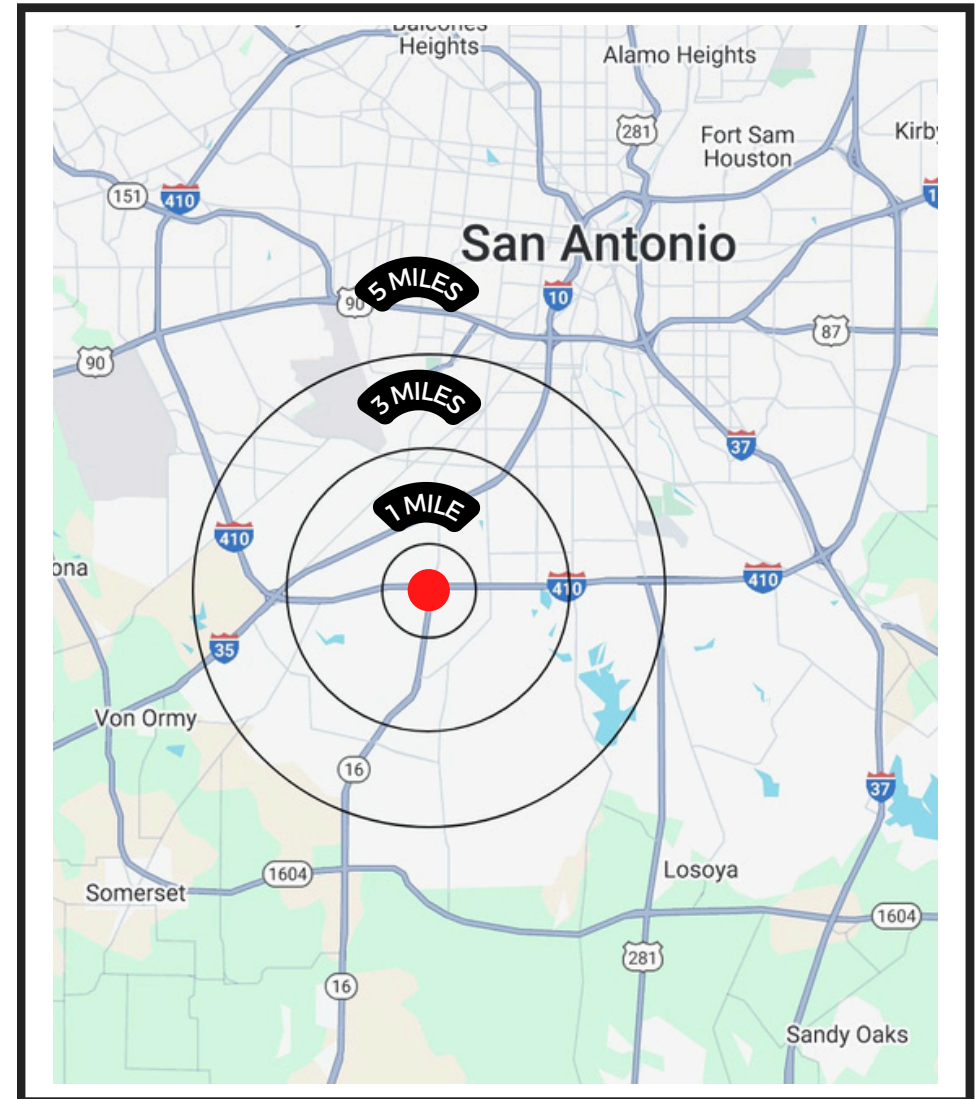 Balcones
Heights
Alamo Heights
281
Fort Sam
Houston
Kirby
151
410
1
San Antonio
5 MILES
90
10
87
90
3 MILES
37
1 MILE
410
ona
410
410
35
Von Ormy
16
37
1604
Losoya
Somerset
1604
281
16
Sandy Oaks